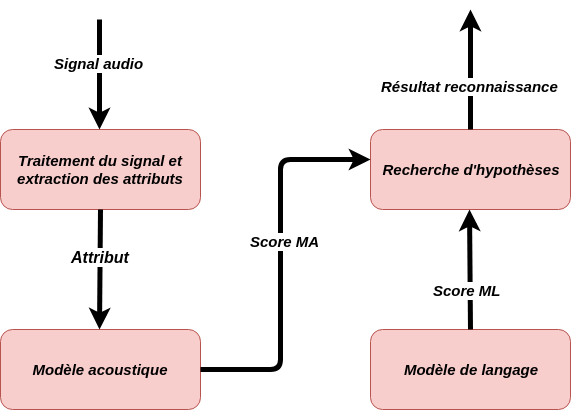 Signal audio
Traitement du signal et
extraction des attributs
Attribut
Modèle acoustique
Score MA
Résultat reconnaissance
Recherche d'hypothèses
Score ML
Modèle de langage